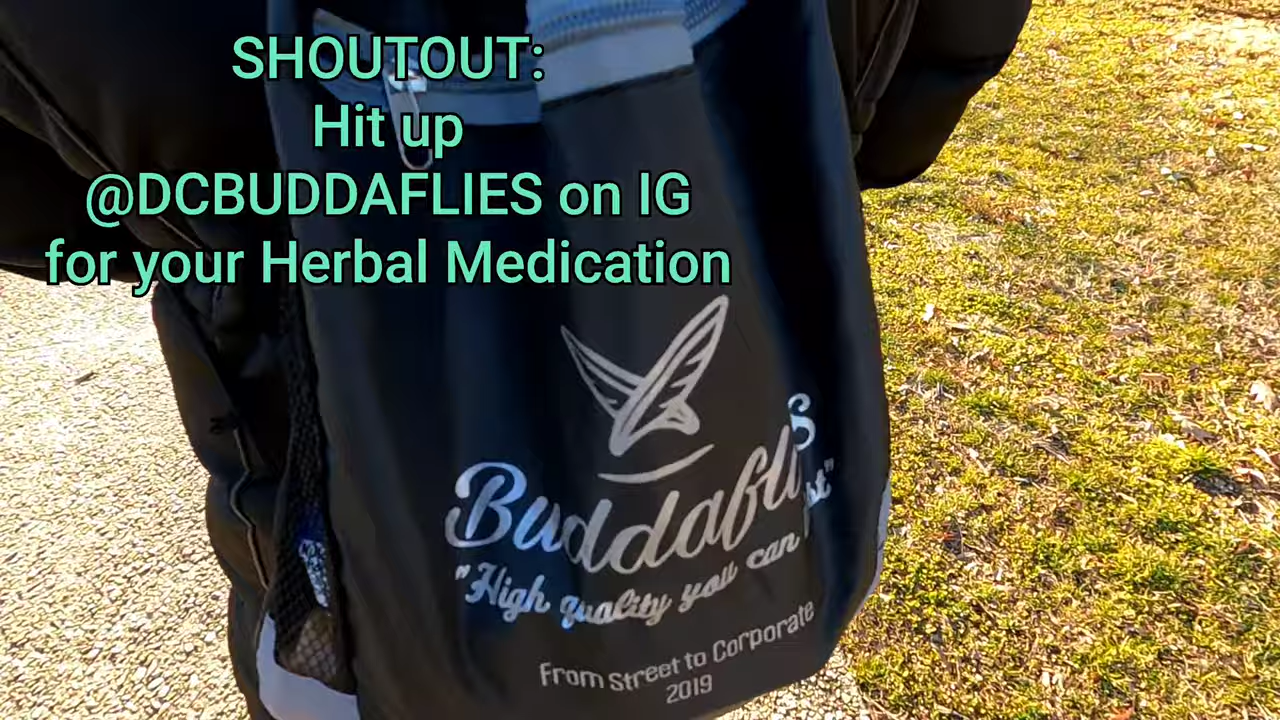 SHOUTOUT:
Hit up
@DCBUDDAFLIES on IG
for your Herbal Medication
Buddaflies
"High quality you can
From Street to Corporate
2019